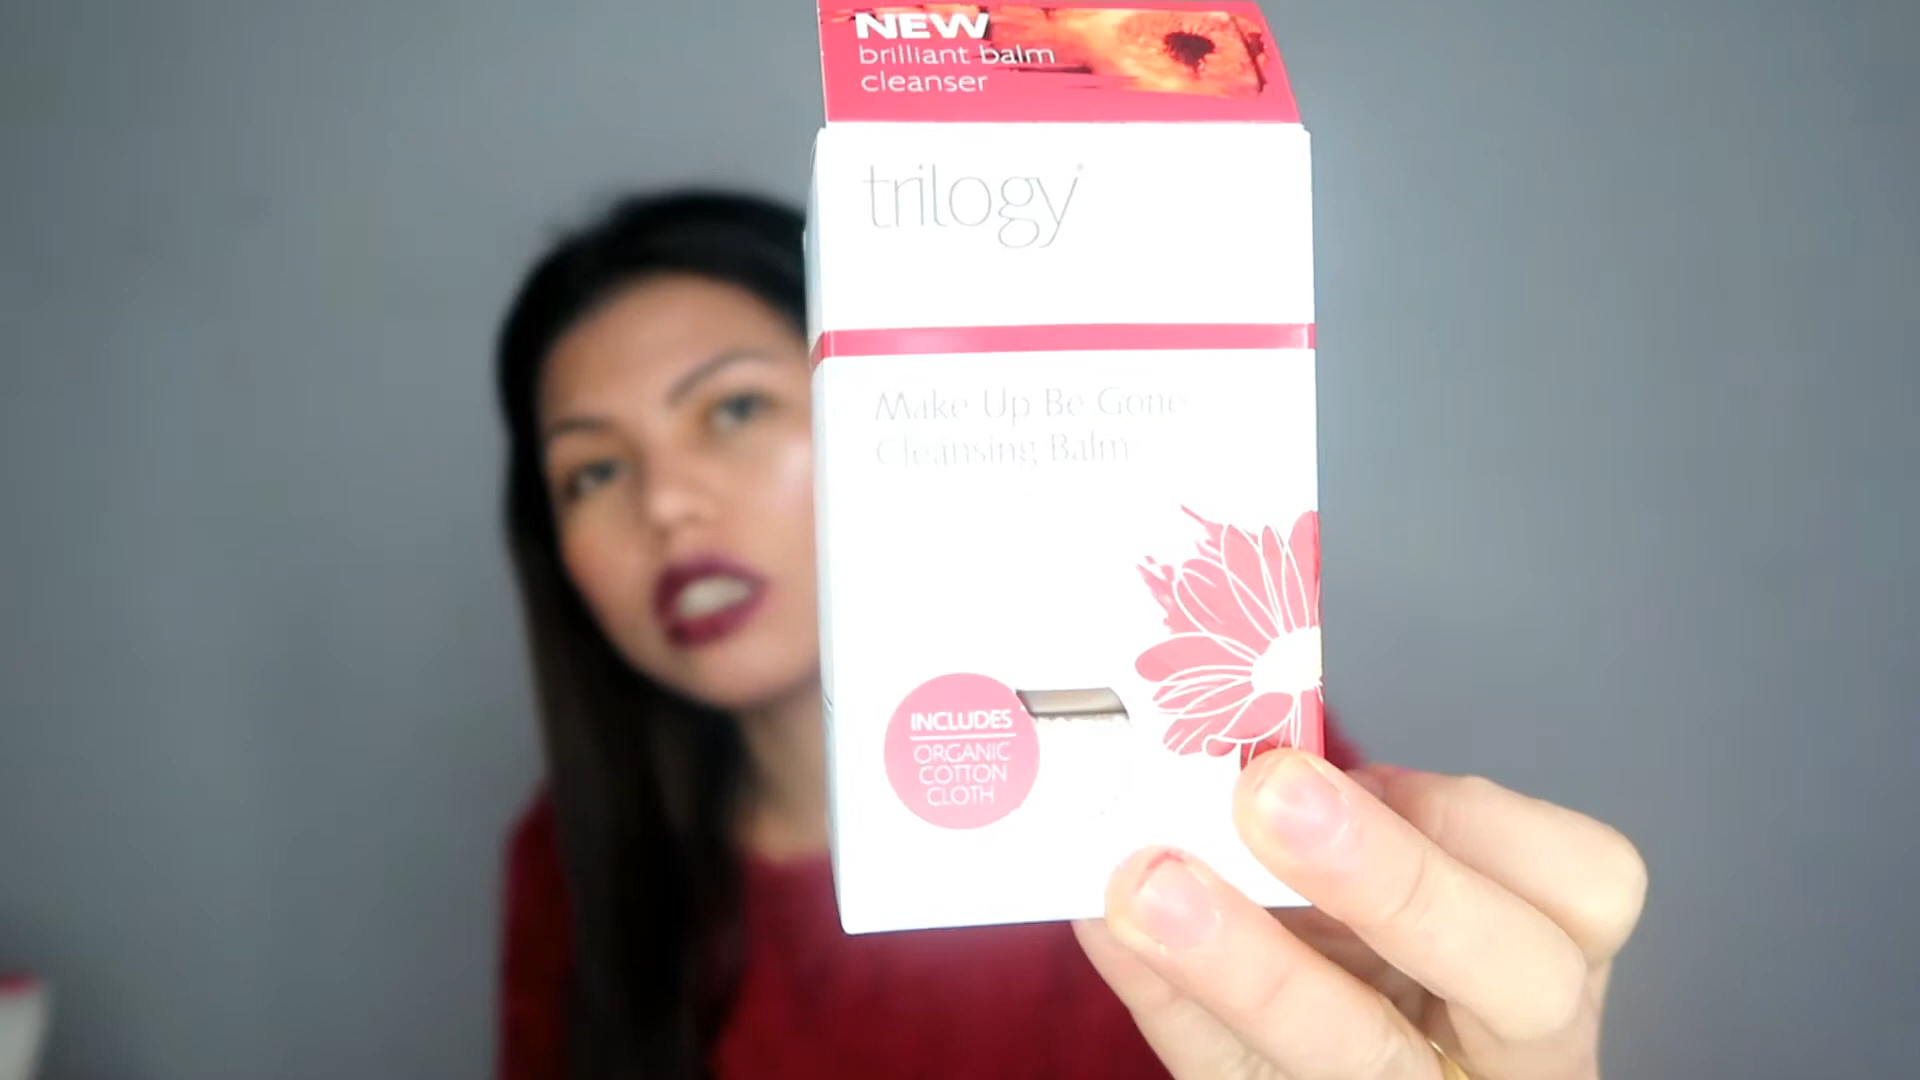 NEW
brilliant balm
cleanser
trilogy
Make Up Be Gone
Cleansing Balm
INCLUDES
ORGANIC
COTTON
CLOTH